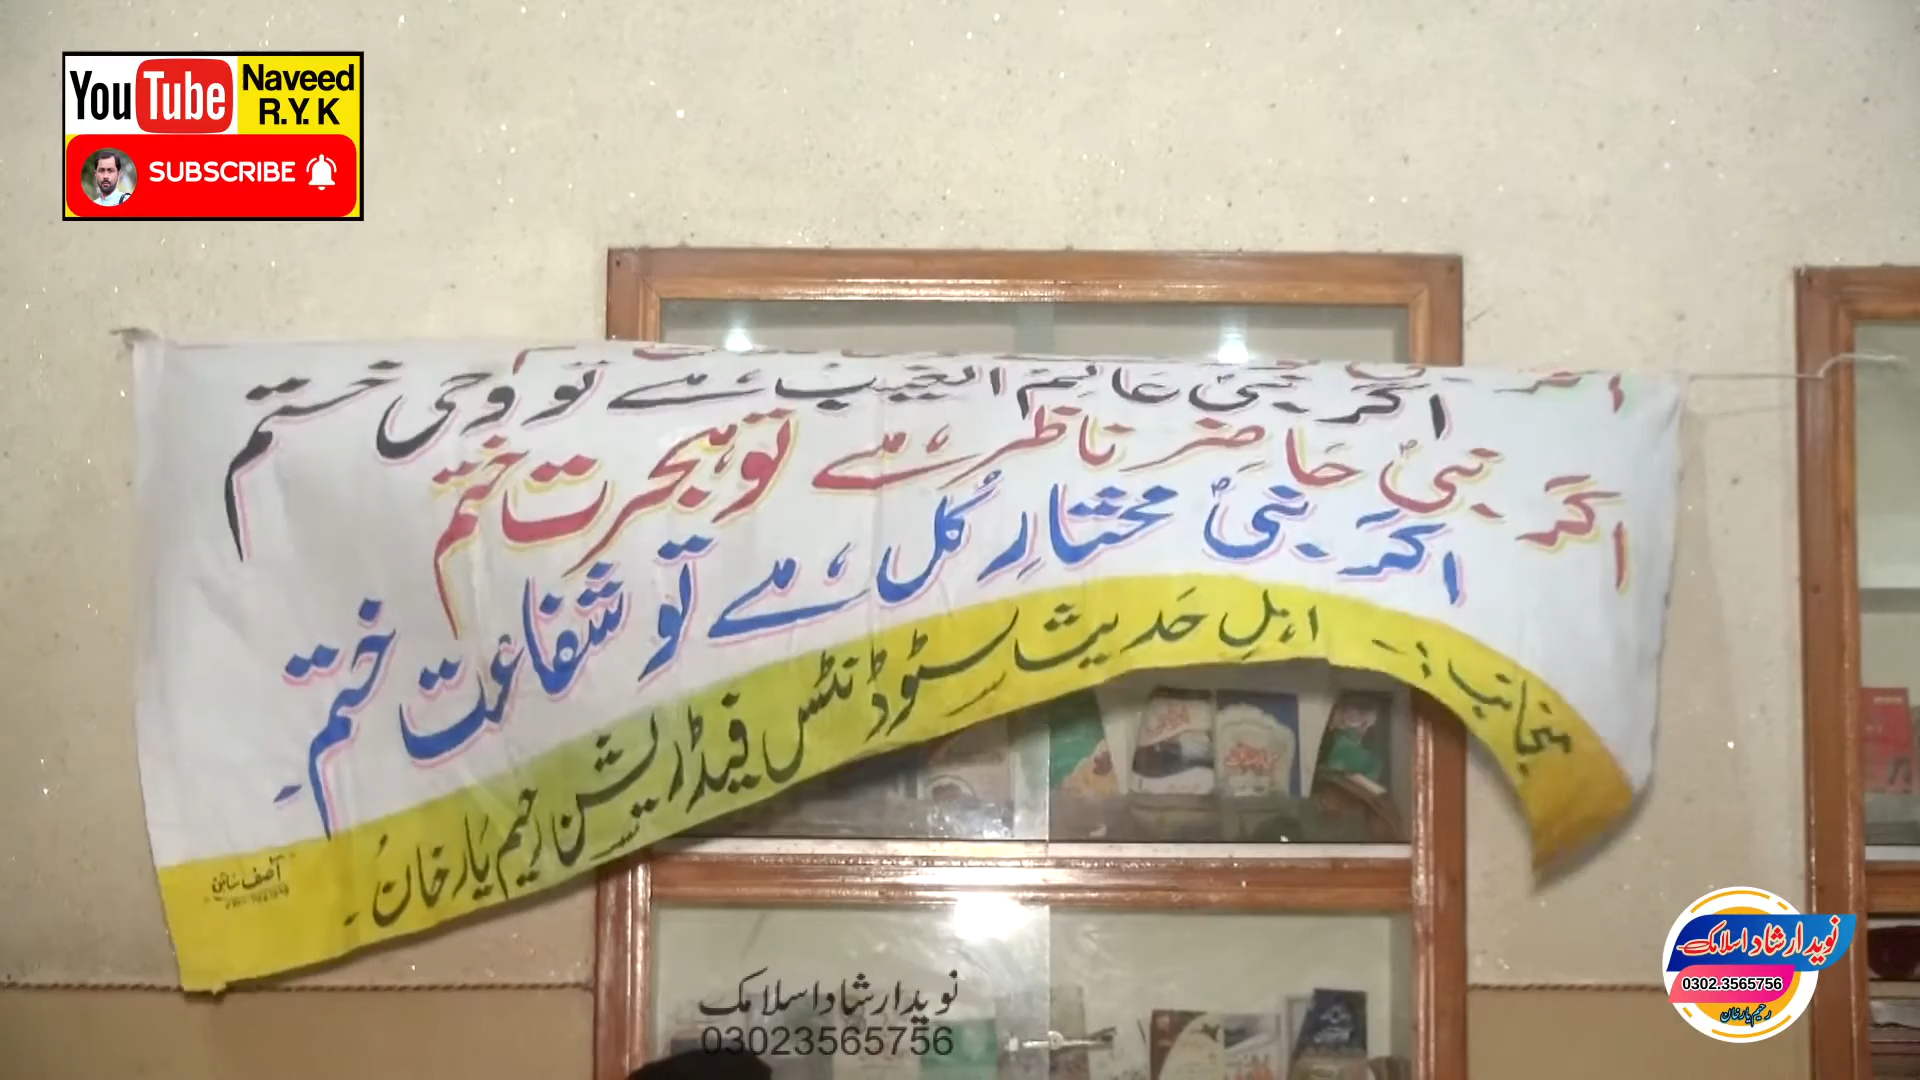 YouTube
Naveed
R.Y.K
SUBSCRIBE
اگر نبیؐ عالم الغیب ہے تو وحی ختم
اگر نبیؐ حاضر ناظر ہے تو ہجرت ختم
اگر نبیؐ مختارِ کُل ہے تو شفاعت ختم ۔
منجانب :۔ اہلِ حدیث سٹوڈنٹس فیڈریشن رحیم یار خان ۔
آصف سائن
نوید ارشاد اسلامک
03023565756
نوید ارشاد اسلامک
0302.3565756
رحیم یار خان